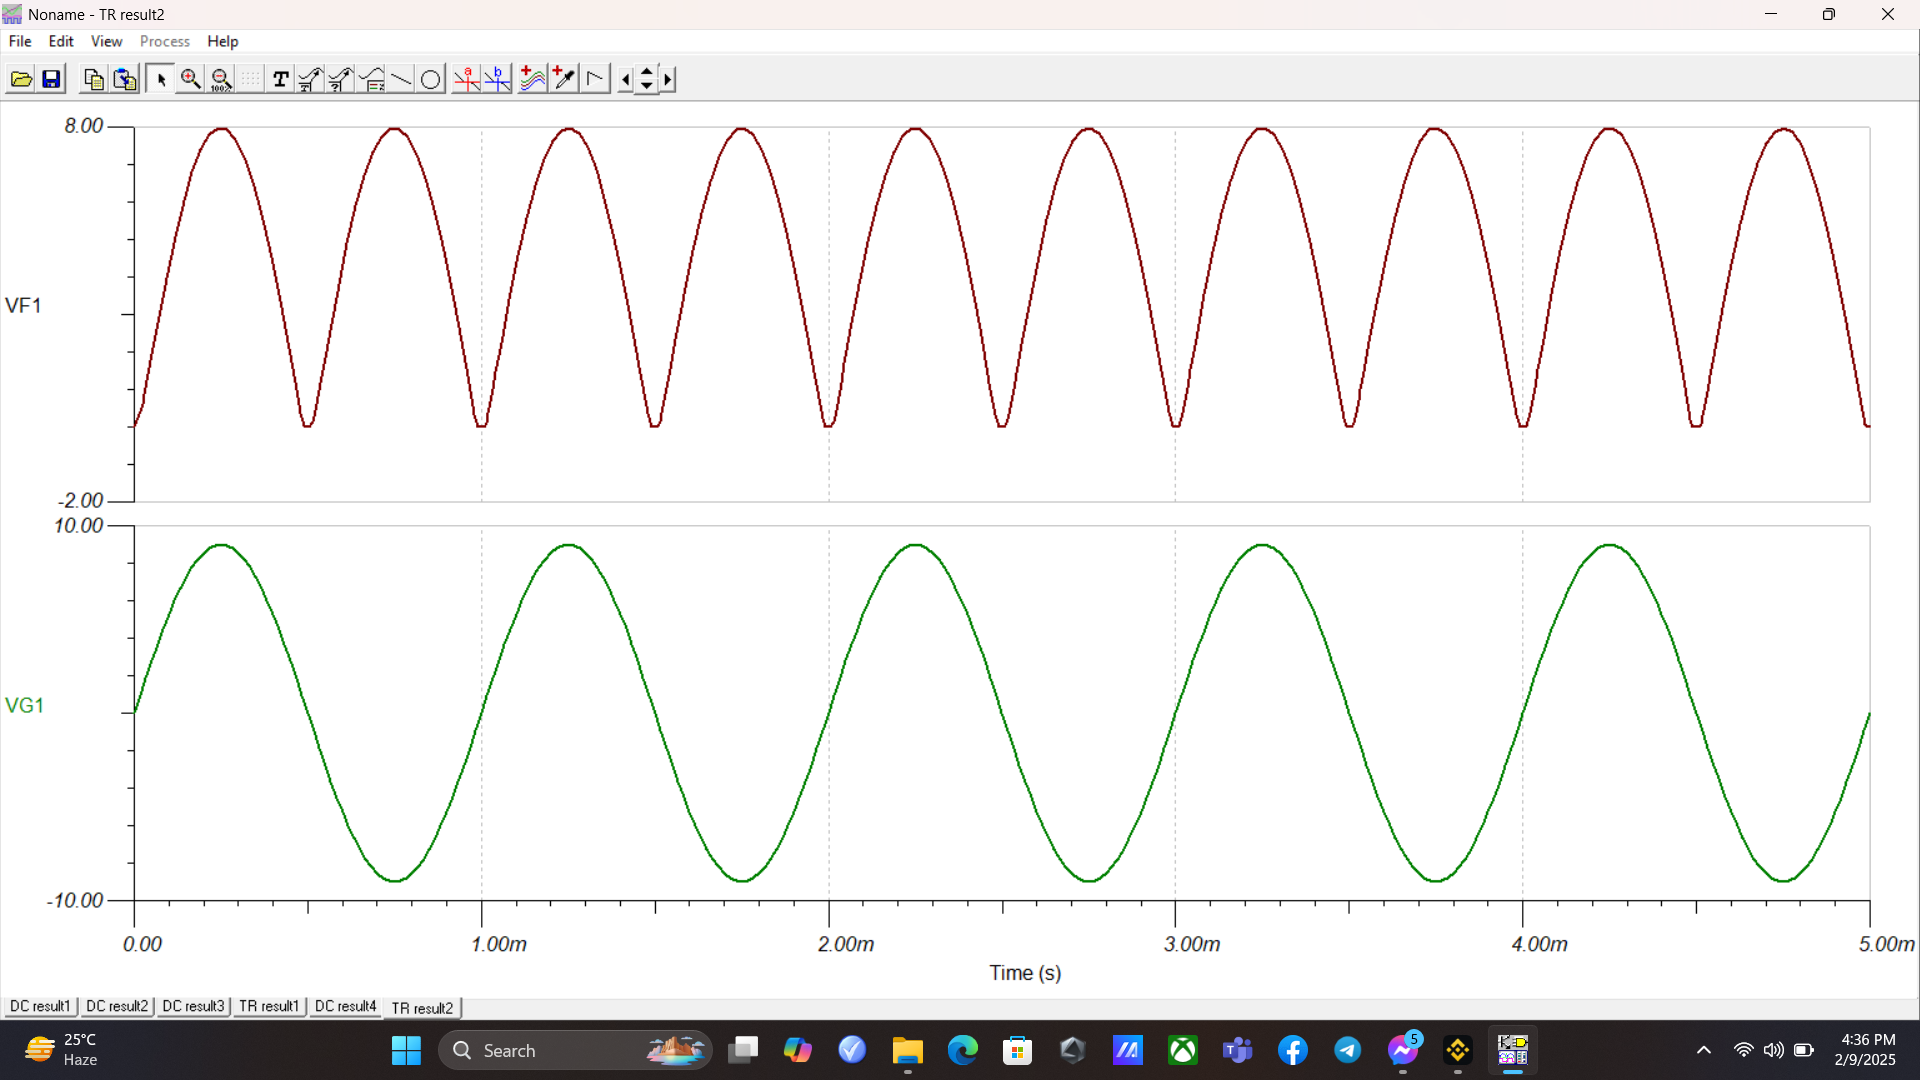 Noname - TR result2
File Edit View Process Help
T 100% T ? a b
8.00
VF1
-2.00
10.00
VG1
-10.00
0.00 1.00m 2.00m 3.00m 4.00m 5.00m
Time (s)
DC result1 DC result2 DC result3 TR result1 DC result4 TR result2
25°C
Haze
Search
5
4:36 PM
2/9/2025